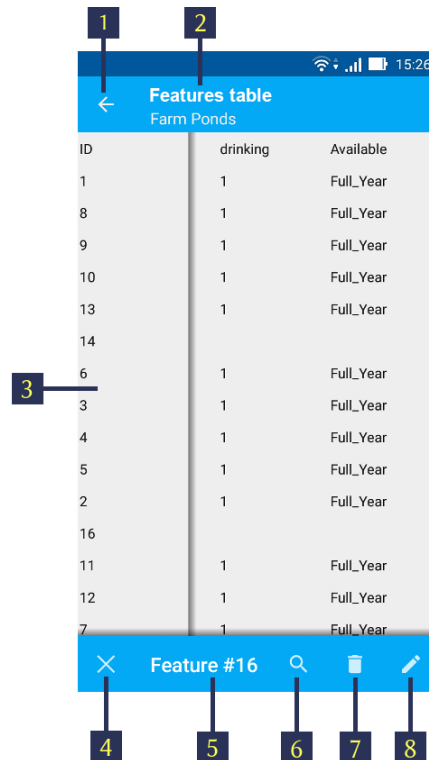 1 2
15:26
Features table
Farm Ponds
ID drinking Available
1 1 Full_Year
8 1 Full_Year
9 1 Full_Year
10 1 Full_Year
13 1 Full_Year
14
6 1 Full_Year
3
3 1 Full_Year
4 1 Full_Year
5 1 Full_Year
2 1 Full_Year
16
11 1 Full_Year
12 1 Full_Year
7 1 Full_Year
Feature #16
4 5 6 7 8